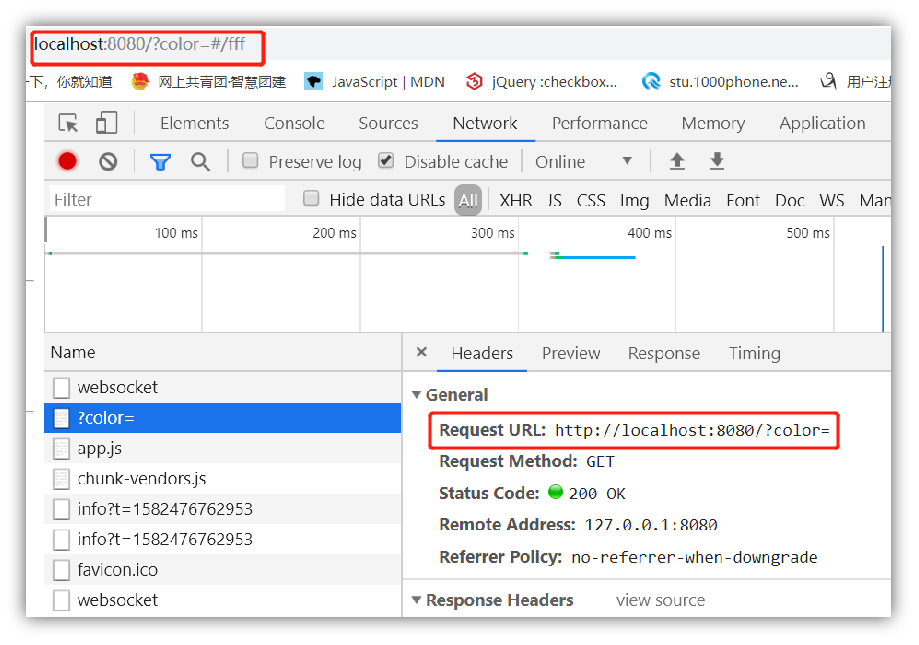 localhost:8080/?color=#/fff
一下，你就知道 网上共青团·智慧团建 JavaScript | MDN jQuery :checkbox... stu.1000phone.ne... 用户注册
Elements Console Sources Network Performance Memory Application
Preserve log Disable cache Online
Filter Hide data URLs All XHR JS CSS Img Media Font Doc WS Man
100 ms 200 ms 300 ms 400 ms 500 ms
Name
websocket
?color=
app.js
chunk-vendors.js
info?t=1582476762953
info?t=1582476762953
favicon.ico
websocket
× Headers Preview Response Timing
General
Request URL: http://localhost:8080/?color=
Request Method: GET
Status Code: 200 OK
Remote Address: 127.0.0.1:8080
Referrer Policy: no-referrer-when-downgrade
Response Headers view source